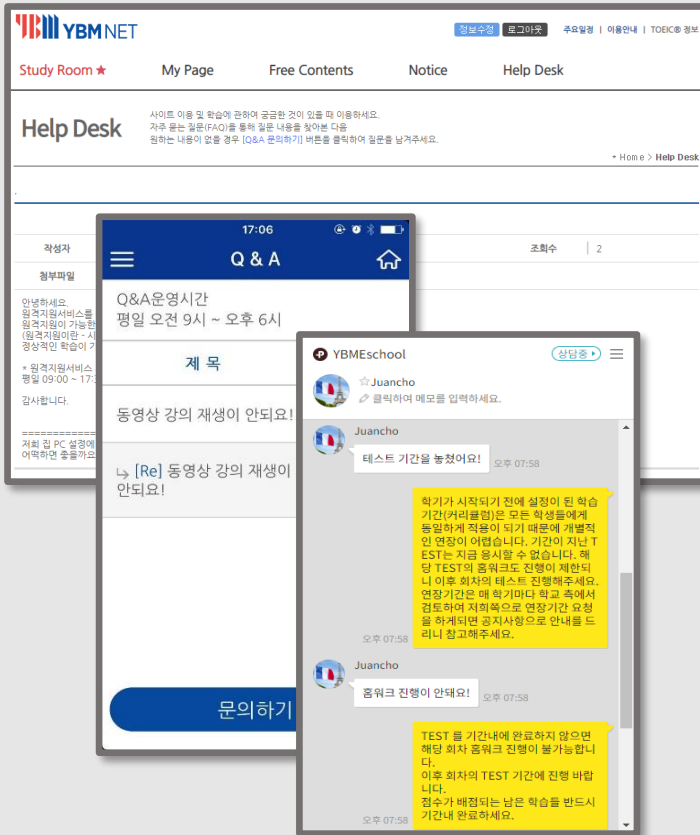 YBM NET
정보수정 로그아웃 주요일정 | 이용안내 | TOEIC® 정보
Study Room ★ My Page Free Contents Notice Help Desk
Help Desk
사이트 이용 및 학습에 관하여 궁금한 것이 있을 때 이용하세요.
자주 묻는 질문(FAQ)을 통해 질문 내용을 찾아본 다음
원하는 내용이 없을 경우 [Q&A 문의하기] 버튼을 클릭하여 질문을 남겨주세요.
Home > Help Desk
작성자 조회수 2
첨부파일
안녕하세요.
원격지원서비스를
원격지원이 가능한
(원격지원이란 - 시
정상적인 학습이 기
* 원격지원서비스
평일 09:00 ~ 17:
감사합니다.
저희 집 PC 설정에
어떡하면 좋을까요
17:06
Q & A
Q&A운영시간
평일 오전 9시 ~ 오후 6시
제 목
동영상 강의 재생이 안되요!
[Re] 동영상 강의 재생이
안되요!
문의하기
YBMEschool 상담중
☆Juancho
클릭하여 메모를 입력하세요.
Juancho
테스트 기간을 놓쳤어요! 오후 07:58
학기가 시작되기 전에 설정이 된 학습
기간(커리큘럼)은 모든 학생들에게
동일하게 적용이 되기 때문에 개별적
인 연장이 어렵습니다. 기간이 지난 T
EST는 지금 응시할 수 없습니다. 해
당 TEST의 홈워크도 진행이 제한되
니 이후 회차의 테스트 진행해주세요.
연장기간은 매 학기마다 학교 측에서
검토하여 저희쪽으로 연장기간 요청
을 하게되면 공지사항으로 안내를 드
리니 참고해주세요.
오후 07:58
Juancho
홈워크 진행이 안돼요! 오후 07:58
TEST 를 기간내에 완료하지 않으면
해당 회차 홈워크 진행이 불가능합니
다.
이후 회차의 TEST 기간에 진행 바랍
니다.
점수가 배점되는 남은 학습들 반드시
기간내 완료하세요.
오후 07:58